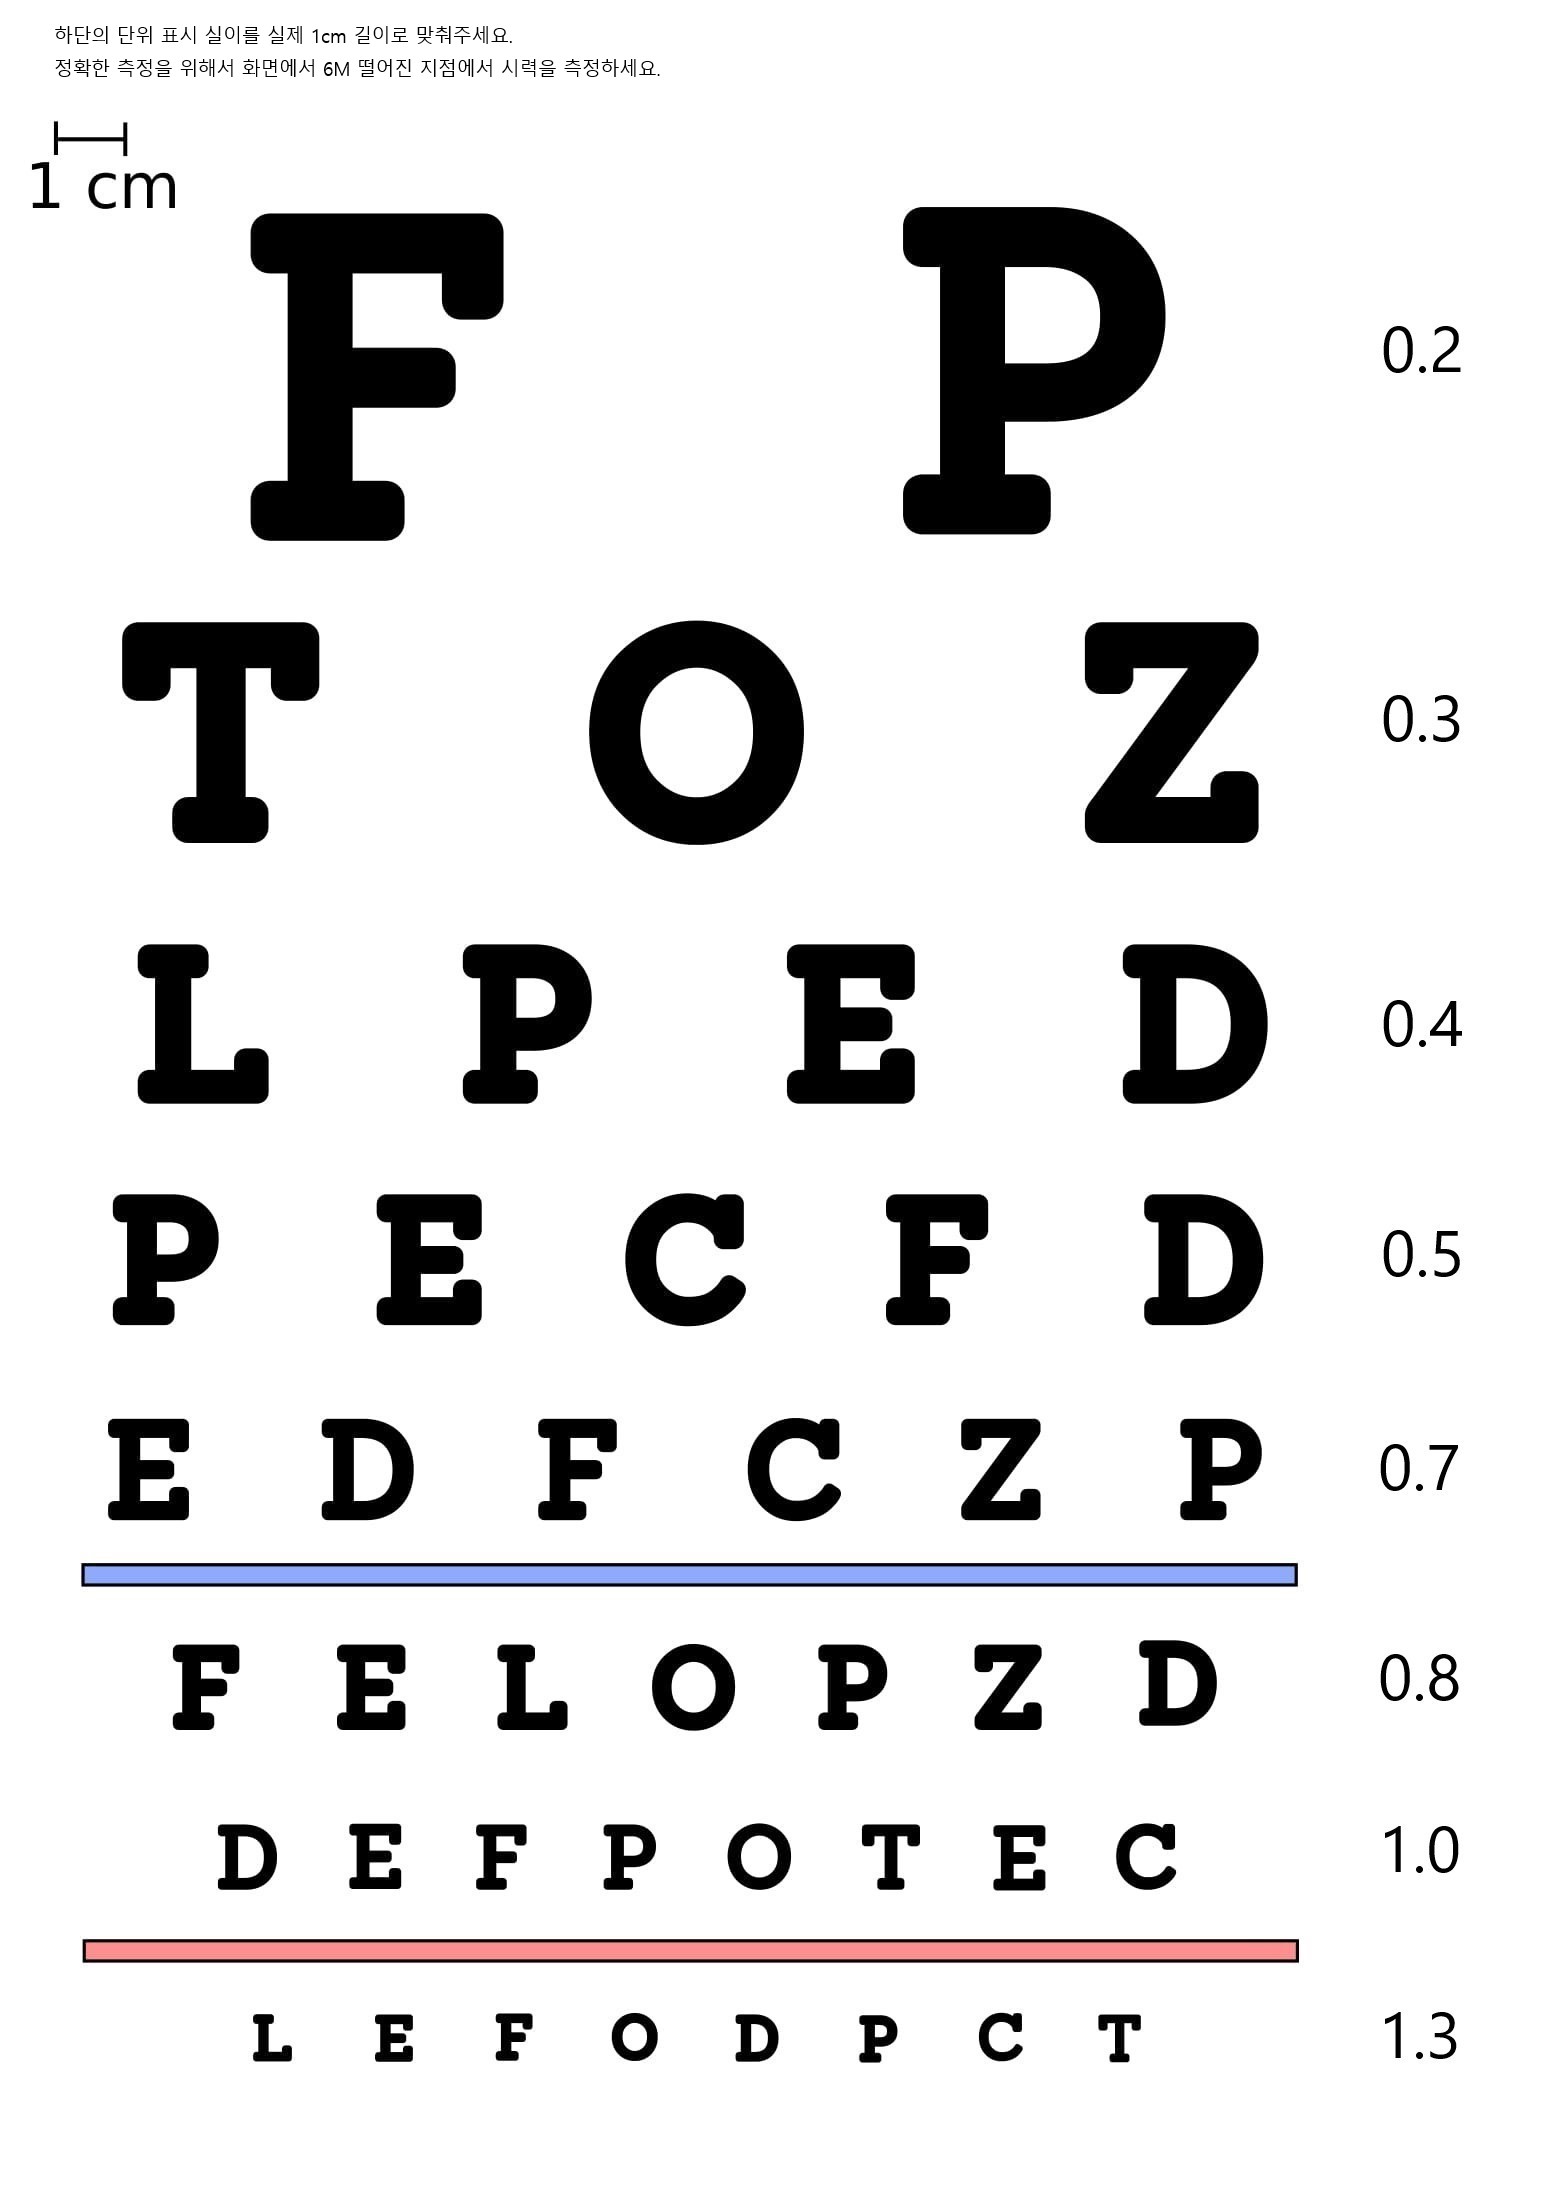 하단의 단위 표시 실이를 실제 1cm 길이로 맞춰주세요.
정확한 측정을 위해서 화면에서 6M 떨어진 지점에서 시력을 측정하세요.
1 cm
F P 0.2
T O Z 0.3
L P E D 0.4
P E C F D 0.5
E D F C Z P 0.7
F E L O P Z D 0.8
D E F P O T E C 1.0
L E F O D P C T 1.3